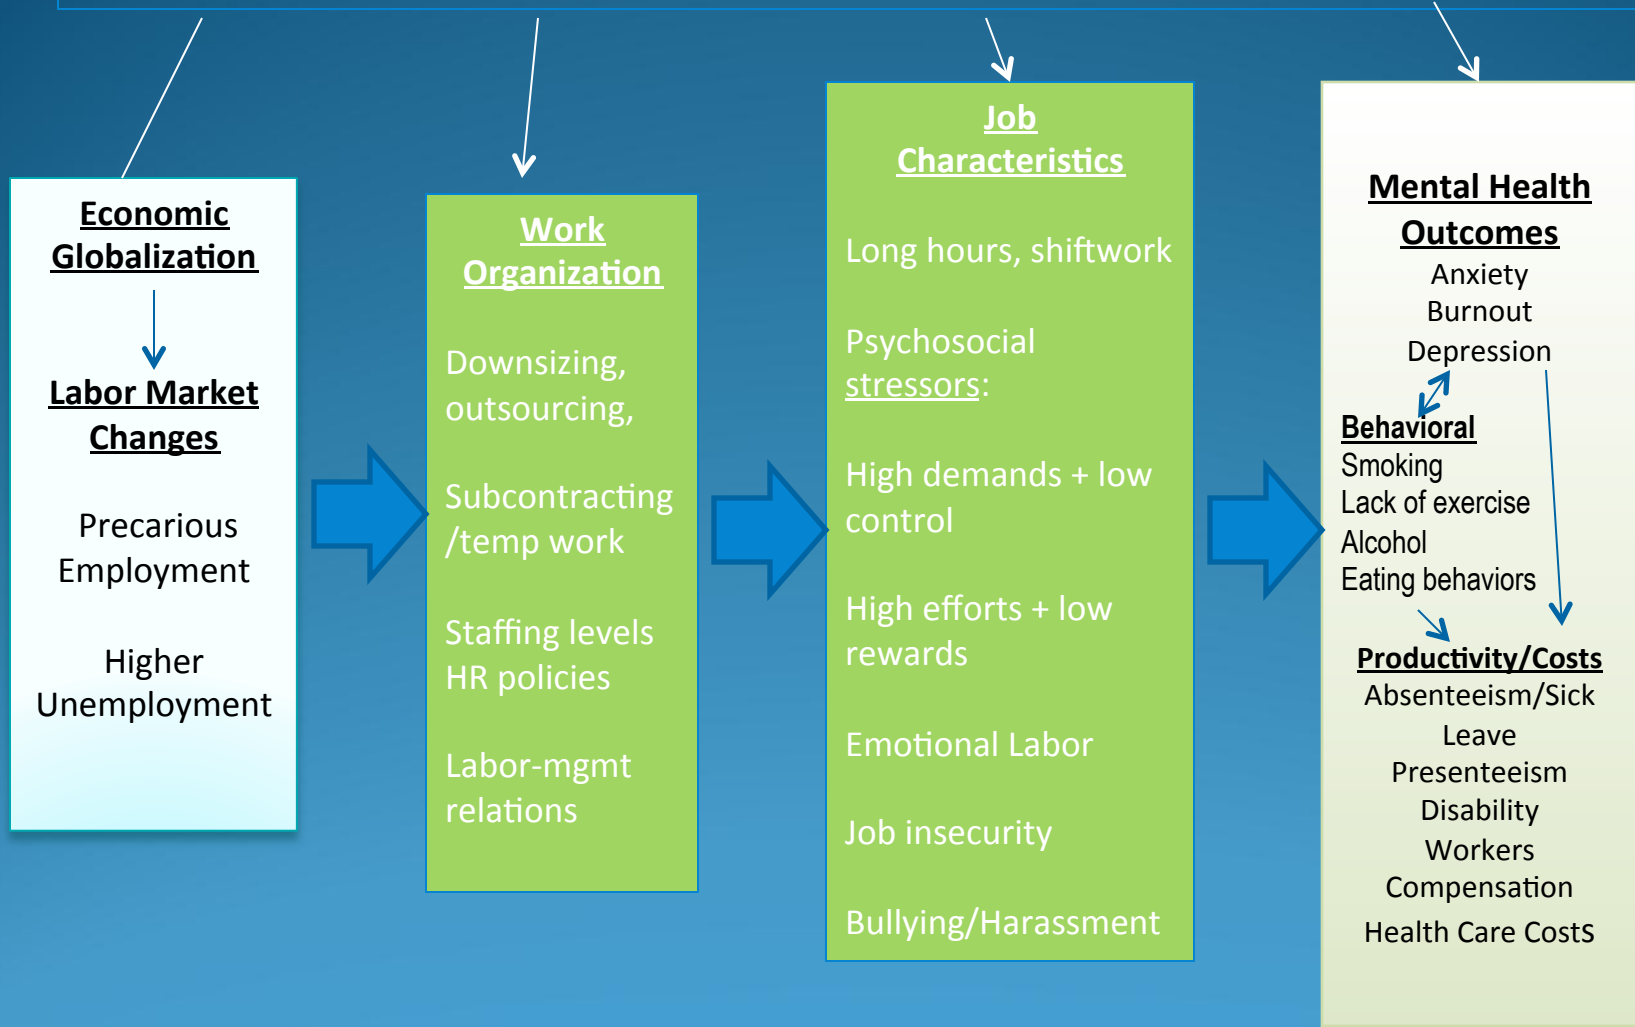 Economic
Globalization
Labor Market
Changes
Precarious
Employment
Higher
Unemployment
Work
Organization
Downsizing,
outsourcing,
Subcontracting
/temp work
Staffing levels
HR policies
Labor-mgmt
relations
Job
Characteristics
Long hours, shiftwork
Psychosocial
stressors:
High demands + low
control
High efforts + low
rewards
Emotional Labor
Job insecurity
Bullying/Harassment
Mental Health
Outcomes
Anxiety
Burnout
Depression
Behavioral
Smoking
Lack of exercise
Alcohol
Eating behaviors
Productivity/Costs
Absenteeism/Sick
Leave
Presenteeism
Disability
Workers
Compensation
Health Care Costs